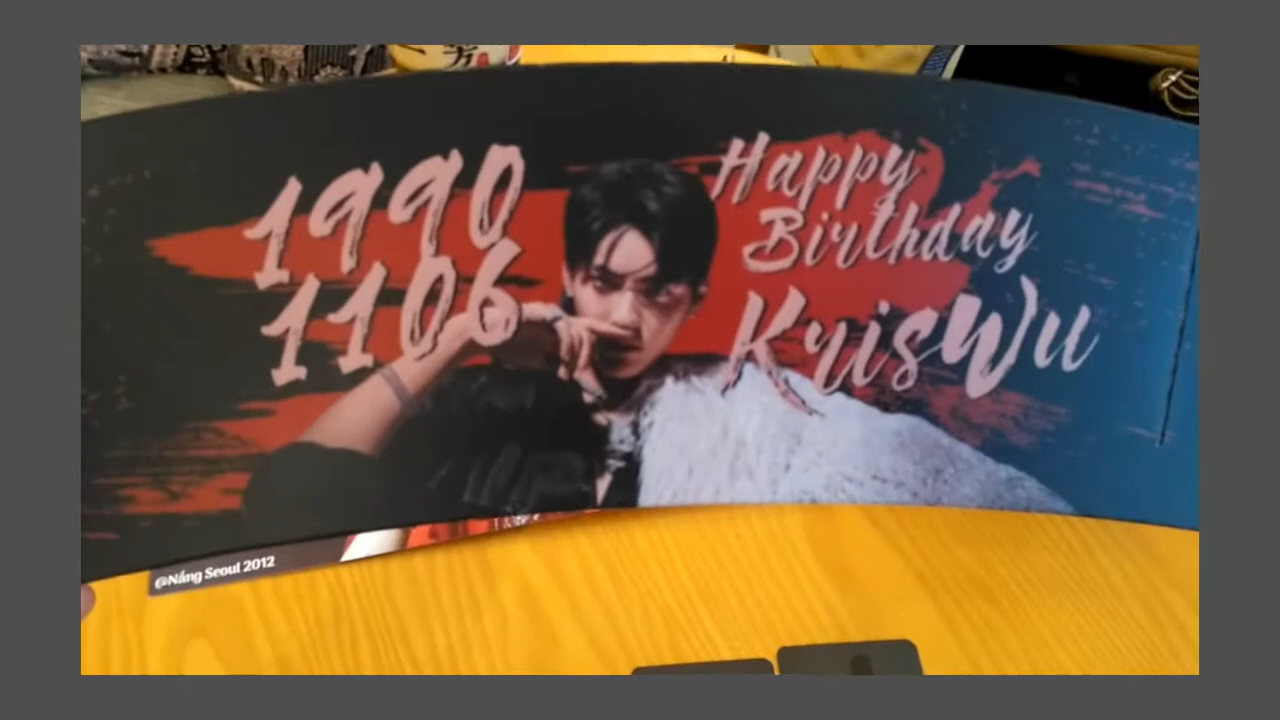 1990
1106
Happy
Birthday
KrisWu
@Nắng Seoul 2012